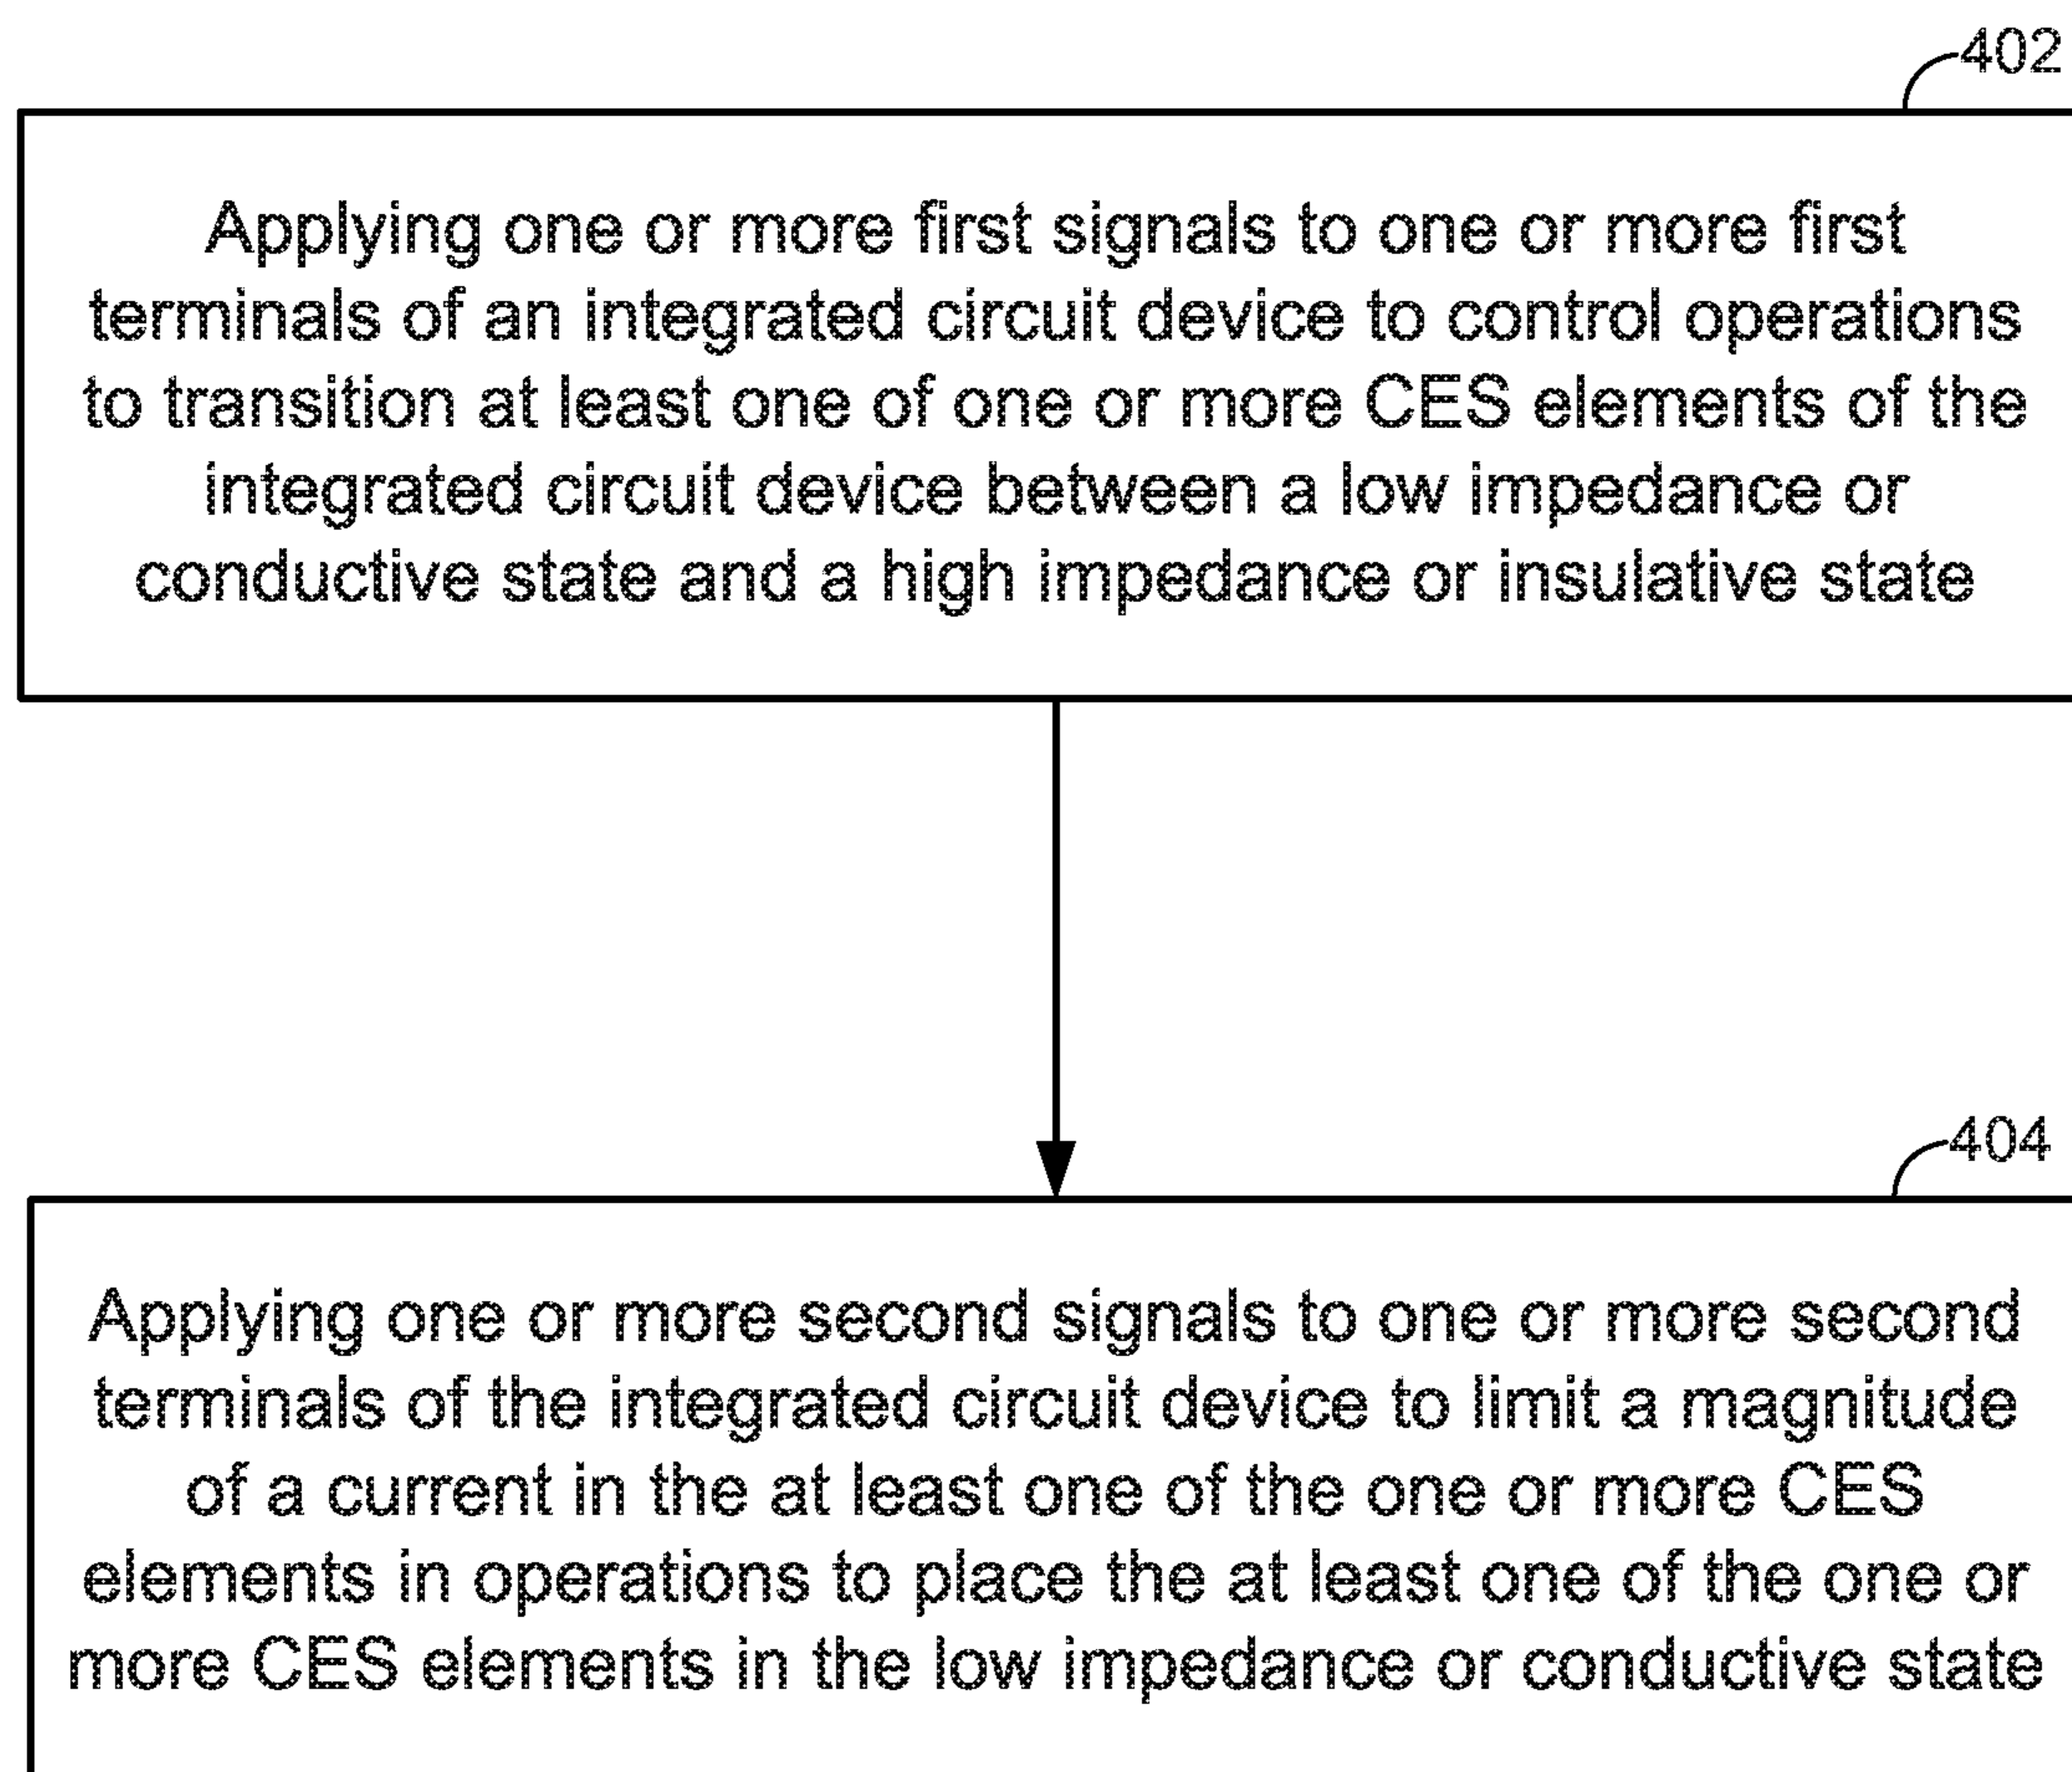 402
Applying one or more first signals to one or more first
terminals of an integrated circuit device to control operations
to transition at least one of one or more CES elements of the
integrated circuit device between a low impedance or
conductive state and a high impedance or insulative state
404
Applying one or more second signals to one or more second
terminals of the integrated circuit device to limit a magnitude
of a current in the at least one of the one or more CES
elements in operations to place the at least one of the one or
more CES elements in the low impedance or conductive state